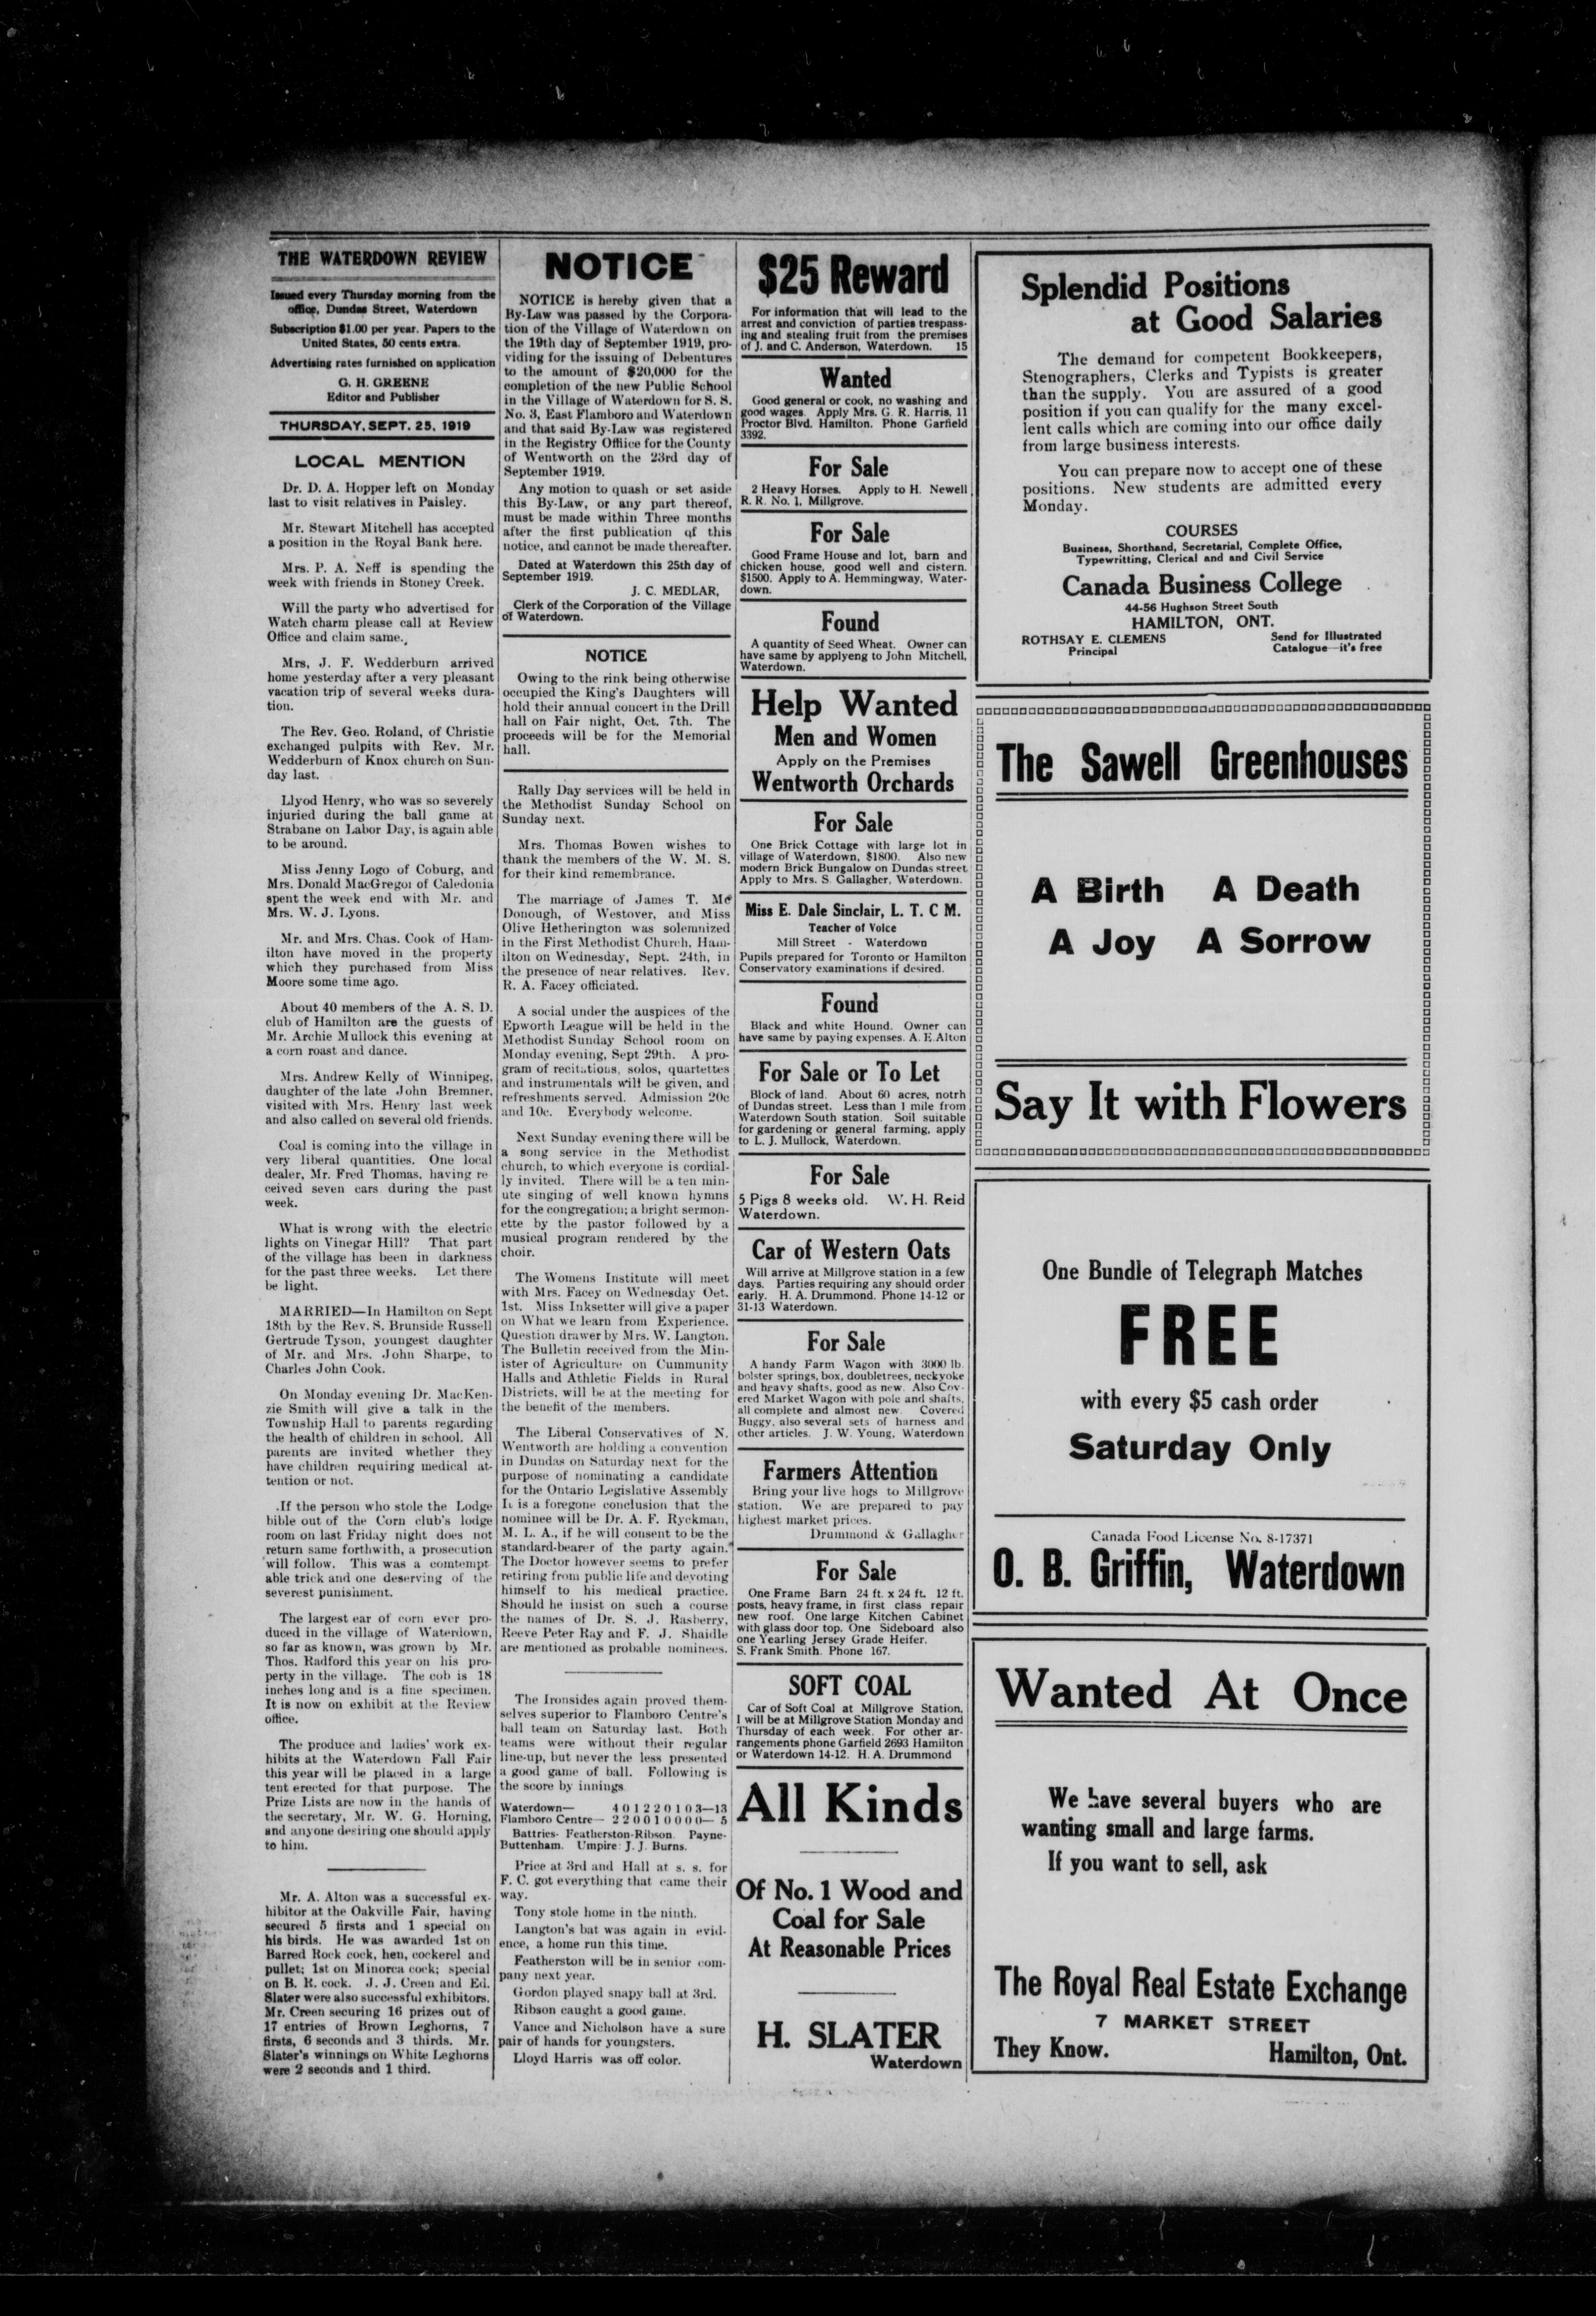 THE WATERDOWN REVIEW
Issued every Thursday morning from the
office, Dundas Street, Waterdown
Subscription $1.00 per year. Papers to the
United States, 50 cents extra.
Advertising rates furnished on application
G. H. GREENE
Editor and Publisher
THURSDAY, SEPT. 25, 1919
LOCAL MENTION
Dr. D. A. Hopper left on Monday
last to visit relatives in Paisley.
Mr. Stewart Mitchell has accepted
a position in the Royal Bank here.
Mrs. P. A. Neff is spending the
week with friends in Stoney Creek.
Will the party who advertised for
Watch charm please call at Review
Office and claim same.
Mrs, J. F. Wedderburn arrived
home yesterday after a very pleasant
vacation trip of several weeks dura-
tion.
The Rev. Geo. Roland, of Christie
exchanged pulpits with Rev. Mr.
Wedderburn of Knox church on Sun-
day last.
Llyod Henry, who was so severely
injuried during the ball game at
Strabane on Labor Day, is again able
to be around.
Miss Jenny Logo of Coburg, and
Mrs. Donald MacGregor of Caledonia
spent the week end with Mr. and
Mrs. W. J. Lyons.
Mr. and Mrs. Chas. Cook of Ham-
ilton have moved in the property
which they purchased from Miss
Moore some time ago.
About 40 members of the A. S. D.
club of Hamilton are the guests of
Mr. Archie Mullock this evening at
a corn roast and dance.
Mrs. Andrew Kelly of Winnipeg,
daughter of the late John Bremner,
visited with Mrs. Henry last week
and also called on several old friends.
Coal is coming into the village in
very liberal quantities. One local
dealer, Mr. Fred Thomas, having re
ceived seven cars during the past
week.
What is wrong with the electric
lights on Vinegar Hill? That part
of the village has been in darkness
for the past three weeks. Let there
be light.
MARRIED—In Hamilton on Sept
18th by the Rev. S. Brunside Russell
Gertrude Tyson, youngest daughter
of Mr. and Mrs. John Sharpe, to
Charles John Cook.
On Monday evening Dr. MacKen-
zie Smith will give a talk in the
Township Hall to parents regarding
the health of children in school. All
parents are invited whether they
have children requiring medical at-
tention or not.
.If the person who stole the Lodge
bible out of the Corn club's lodge
room on last Friday night does not
return same forthwith, a prosecution
will follow. This was a comtempt
able trick and one deserving of the
severest punishment.
The largest ear of corn ever pro-
duced in the village of Waterdown,
so far as known, was grown by Mr.
Thos. Radford this year on his pro-
perty in the village. The cob is 18
inches long and is a fine specimen.
It is now on exhibit at the Review
office.
The produce and ladies' work ex-
hibits at the Waterdown Fall Fair
this year will be placed in a large
tent erected for that purpose. The
Prize Lists are now in the hands of
the secretary, Mr. W. G. Horning,
and anyone desiring one should apply
to him.
Mr. A. Alton was a successful ex-
hibitor at the Oakville Fair, having
secured 5 firsts and 1 special on
his birds. He was awarded 1st on
Barred Rock cock, hen, cockerel and
pullet; 1st on Minorca cock; special
on B. R. cock. J. J. Creen and Ed.
Slater were also successful exhibitors,
Mr. Creen securing 16 prizes out of
17 entries of Brown Leghorns, 7
firsts, 6 seconds and 3 thirds. Mr.
Slater's winnings on White Leghorns
were 2 seconds and 1 third.
NOTICE
NOTICE is hereby given that a
By-Law was passed by the Corpora-
tion of the Village of Waterdown on
the 19th day of September 1919, pro-
viding for the issuing of Debentures
to the amount of $20,000 for the
completion of the new Public School
in the Village of Waterdown for S. S.
No. 3, East Flamboro and Waterdown
and that said By-Law was registered
in the Registry Offiice for the County
of Wentworth on the 23rd day of
September 1919.
Any motion to quash or set aside
this By-Law, or any part thereof,
must be made within Three months
after the first publication of this
notice, and cannot be made thereafter.
Dated at Waterdown this 25th day of
September 1919.
J. C. MEDLAR,
Clerk of the Corporation of the Village
of Waterdown.
NOTICE
Owing to the rink being otherwise
occupied the King's Daughters will
hold their annual concert in the Drill
hall on Fair night, Oct. 7th. The
proceeds will be for the Memorial
hall.
Rally Day services will be held in
the Methodist Sunday School on
Sunday next.
Mrs. Thomas Bowen wishes to
thank the members of the W. M. S.
for their kind remembrance.
The marriage of James T. Mc
Donough, of Westover, and Miss
Olive Hetherington was solemnized
in the First Methodist Church, Ham-
ilton on Wednesday, Sept. 24th, in
the presence of near relatives. Rev.
R. A. Facey officiated.
A social under the auspices of the
Epworth League will be held in the
Methodist Sunday School room on
Monday evening, Sept 29th. A pro-
gram of recitations, solos, quartettes
and instrumentals will be given, and
refreshments served. Admission 20c
and 10c. Everybody welcome.
Next Sunday evening there will be
a song service in the Methodist
church, to which everyone is cordial-
ly invited. There will be a ten min-
ute singing of well known hymns
for the congregation; a bright sermon-
ette by the pastor followed by a
musical program rendered by the
choir.
The Womens Institute will meet
with Mrs. Facey on Wednesday Oct.
1st. Miss Inksetter will give a paper
on What we learn from Experience.
Question drawer by Mrs. W. Langton.
The Bulletin received from the Min-
ister of Agriculture on Cummunity
Halls and Athletic Fields in Rural
Districts, will be at the meeting for
the benefit of the members.
The Liberal Conservatives of N.
Wentworth are holding a convention
in Dundas on Saturday next for the
purpose of nominating a candidate
for the Ontario Legislative Assembly
It is a foregone conclusion that the
nominee will be Dr. A. F. Ryckman,
M. L. A., if he will consent to be the
standard-bearer of the party again.
The Doctor however seems to prefer
retiring from public life and devoting
himself to his medical practice.
Should he insist on such a course
the names of Dr. S. J. Rasberry,
Reeve Peter Ray and F. J. Shaidle
are mentioned as probable nominees.
The Ironsides again proved them-
selves superior to Flamboro Centre's
ball team on Saturday last. Both
teams were without their regular
line-up, but never the less presented
a good game of ball. Following is
the score by innings
Waterdown— 4 0 1 2 2 0 1 0 3—13
Flamboro Centre— 2 2 0 0 1 0 0 0 0— 5
Battries- Featherston-Ribson. Payne-
Buttenham. Umpire: J. J. Burns.
Price at 3rd and Hall at s. s. for
F. C. got everything that came their
way.
Tony stole home in the ninth.
Langton's bat was again in evid-
ence, a home run this time.
Featherston will be in senior com-
pany next year.
Gordon played snapy ball at 3rd.
Ribson caught a good game.
Vance and Nicholson have a sure
pair of hands for youngsters.
Lloyd Harris was off color.
$25 Reward
For information that will lead to the
arrest and conviction of parties trespass-
ing and stealing fruit from the premises
of J. and C. Anderson, Waterdown. 15
Wanted
Good general or cook, no washing and
good wages. Apply Mrs. G. R. Harris, 11
Proctor Blvd. Hamilton. Phone Garfield
3392.
For Sale
2 Heavy Horses. Apply to H. Newell
R. R. No. 1, Millgrove.
For Sale
Good Frame House and lot, barn and
chicken house, good well and cistern.
$1500. Apply to A. Hemmingway, Water-
down.
Found
A quantity of Seed Wheat. Owner can
have same by applyeng to John Mitchell,
Waterdown.
Help Wanted
Men and Women
Apply on the Premises
Wentworth Orchards
For Sale
One Brick Cottage with large lot in
village of Waterdown, $1800. Also new
modern Brick Bungalow on Dundas street
Apply to Mrs. S. Gallagher, Waterdown.
Miss E. Dale Sinclair, L. T. C M.
Teacher of Voice
Mill Street - Waterdown
Pupils prepared for Toronto or Hamilton
Conservatory examinations if desired.
Found
Black and white Hound. Owner can
have same by paying expenses. A. E. Alton
For Sale or To Let
Block of land. About 60 acres, notrh
of Dundas street. Less than 1 mile from
Waterdown South station. Soil suitable
for gardening or general farming, apply
to L. J. Mullock, Waterdown.
For Sale
5 Pigs 8 weeks old. W. H. Reid
Waterdown.
Car of Western Oats
Will arrive at Millgrove station in a few
days. Parties requiring any should order
early. H. A. Drummond. Phone 14-12 or
31-13 Waterdown.
For Sale
A handy Farm Wagon with 3000 lb.
bolster springs, box, doubletrees, neckyoke
and heavy shafts, good as new. Also Cov-
ered Market Wagon with pole and shafts,
all complete and almost new. Covered
Buggy, also several sets of harness and
other articles. J. W. Young, Waterdown
Farmers Attention
Bring your live hogs to Millgrove
station. We are prepared to pay
highest market prices.
Drummond & Gallagher
For Sale
One Frame Barn 24 ft. x 24 ft. 12 ft.
posts, heavy frame, in first class repair
new roof. One large Kitchen Cabinet
with glass door top. One Sideboard also
one Yearling Jersey Grade Heifer.
S. Frank Smith. Phone 167.
SOFT COAL
Car of Soft Coal at Millgrove Station.
I will be at Millgrove Station Monday and
Thursday of each week. For other ar-
rangements phone Garfield 2693 Hamilton
or Waterdown 14-12. H. A. Drummond
All Kinds
Of No. 1 Wood and
Coal for Sale
At Reasonable Prices
H. SLATER
Waterdown
Splendid Positions
at Good Salaries
The demand for competent Bookkeepers,
Stenographers, Clerks and Typists is greater
than the supply. You are assured of a good
position if you can qualify for the many excel-
lent calls which are coming into our office daily
from large business interests.
You can prepare now to accept one of these
positions. New students are admitted every
Monday.
COURSES
Business, Shorthand, Secretarial, Complete Office,
Typewritting, Clerical and and Civil Service
Canada Business College
44-56 Hughson Street South
HAMILTON, ONT.
ROTHSAY E. CLEMENS Send for Illustrated
Principal Catalogue—it's free
The Sawell Greenhouses
A Birth A Death
A Joy A Sorrow
Say It with Flowers
One Bundle of Telegraph Matches
FREE
with every $5 cash order
Saturday Only
Canada Food License No. 8-17371
O. B. Griffin, Waterdown
Wanted At Once
We have several buyers who are
wanting small and large farms.
If you want to sell, ask
The Royal Real Estate Exchange
7 MARKET STREET
They Know. Hamilton, Ont.